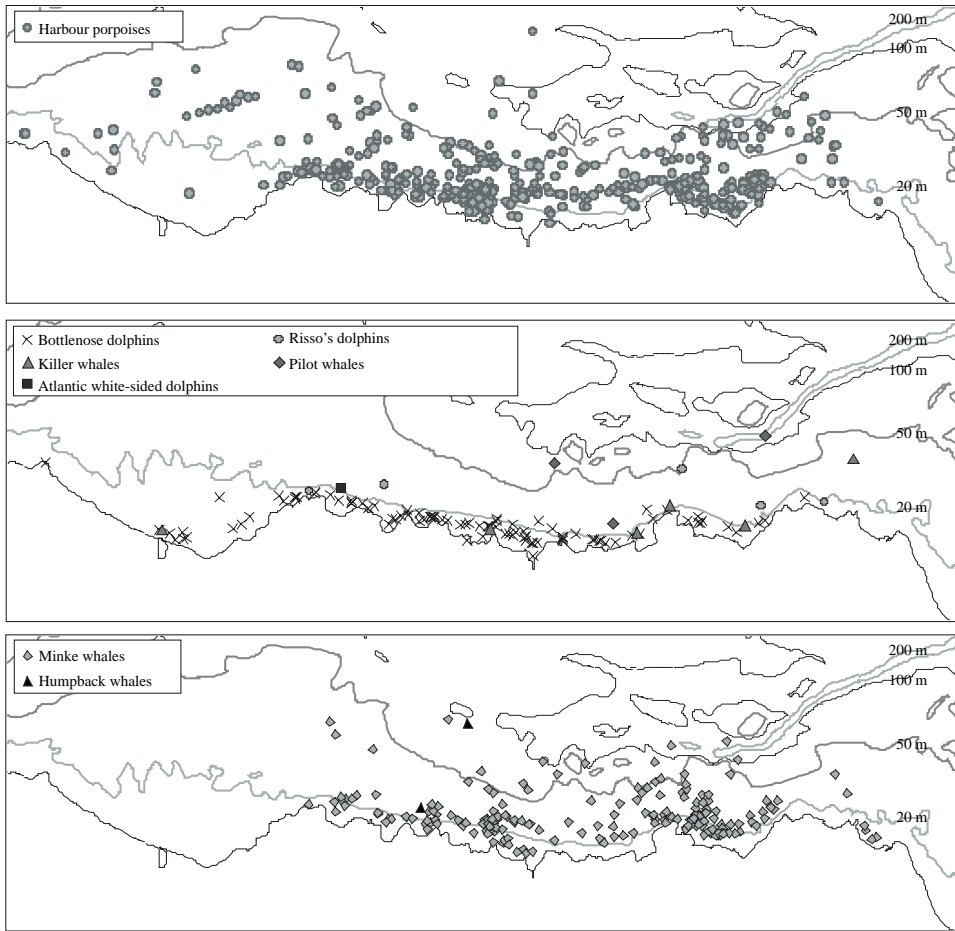 Harbour porpoises
200 m
100 m
50 m
20 m
Bottlenose dolphins
Risso's dolphins
Killer whales
Pilot whales
Atlantic white-sided dolphins
200 m
100 m
50 m
20 m
Minke whales
Humpback whales
200 m
100 m
50 m
20 m